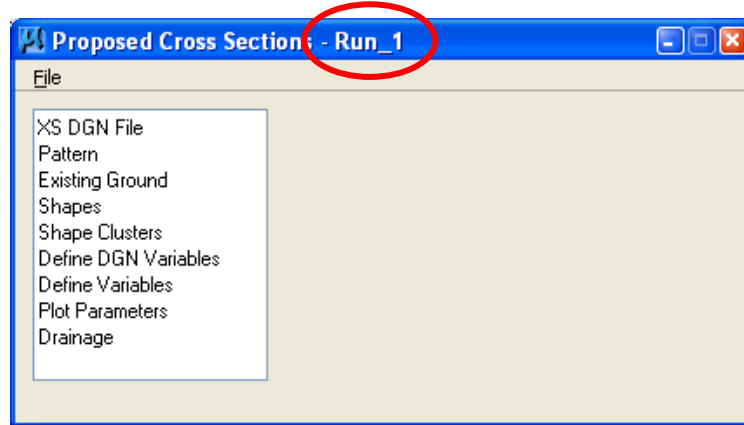 Proposed Cross Sections - Run_1
File
XS DGN File
Pattern
Existing Ground
Shapes
Shape Clusters
Define DGN Variables
Define Variables
Plot Parameters
Drainage